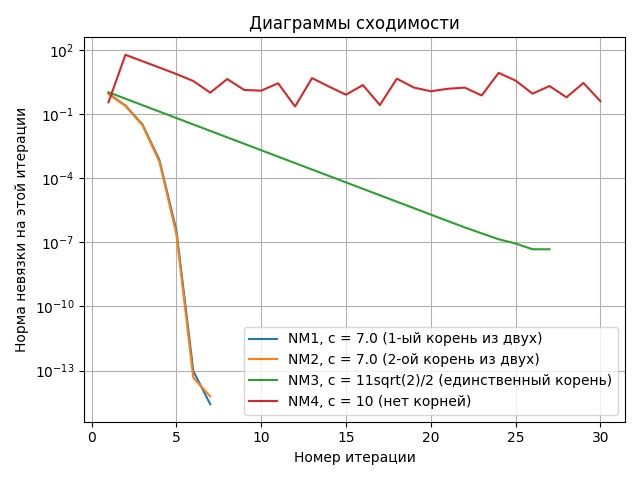 Диаграммы сходимости
Норма невязки на этой итерации
10²
10⁻¹
10⁻⁴
10⁻⁷
10⁻¹⁰
10⁻¹³
NM1, c = 7.0 (1-ый корень из двух)
NM2, c = 7.0 (2-ой корень из двух)
NM3, c = 11sqrt(2)/2 (единственный корень)
NM4, c = 10 (нет корней)
0 5 10 15 20 25 30
Номер итерации